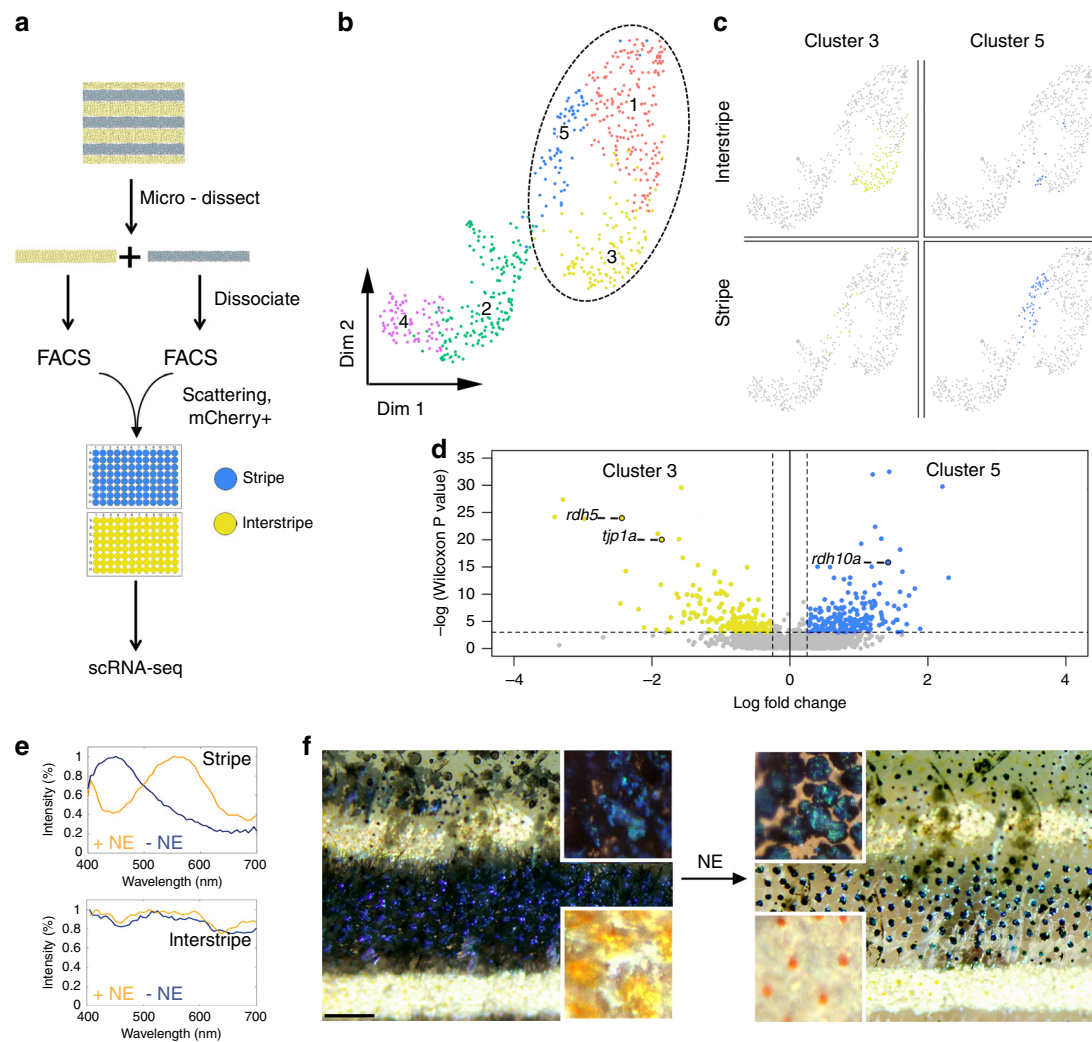 a
Micro - dissect
+
Dissociate
FACS
FACS
Scattering,
mCherry+
Stripe
Interstripe
scRNA-seq
b
1
5
3
2
4
Dim 2
Dim 1
c
Cluster 3
Cluster 5
Interstripe
Stripe
d
35
30
25
20
15
10
5
0
–log (Wilcoxon P value)
Cluster 3
Cluster 5
rdh5
tjp1a
rdh10a
–4
–2
0
2
4
Log fold change
e
Stripe
1
0.8
0.6
0.4
0.2
Intensity (%)
+ NE - NE
400
500
600
700
Wavelength (nm)
Interstripe
1
0.8
0.6
0.4
0.2
0
Intensity (%)
+ NE - NE
400
500
600
700
Wavelength (nm)
f
NE